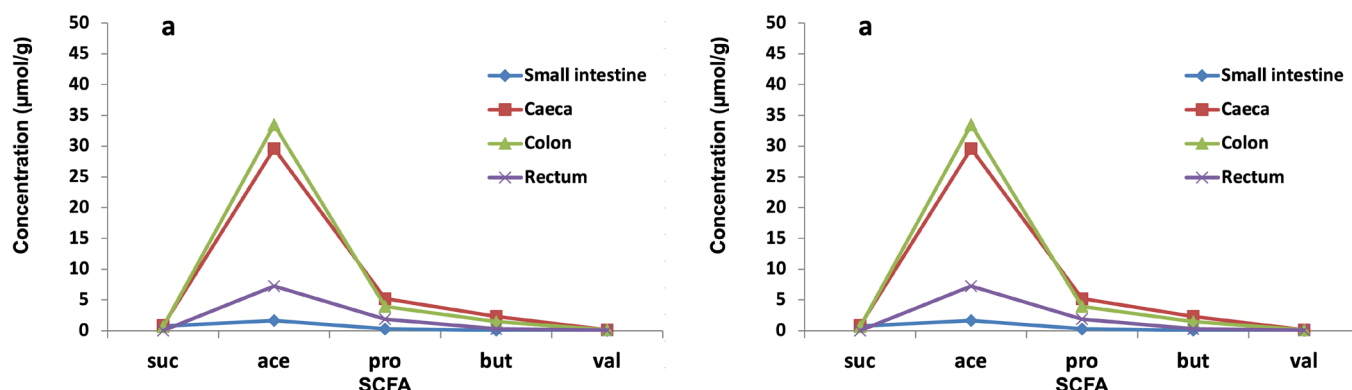 a
Concentration (µmol/g)
50
45
40
35
30
25
20
15
10
5
0
Small intestine
Caeca
Colon
Rectum
suc ace pro but val
SCFA
a
Concentration (µmol/g)
50
45
40
35
30
25
20
15
10
5
0
Small intestine
Caeca
Colon
Rectum
suc ace pro but val
SCFA